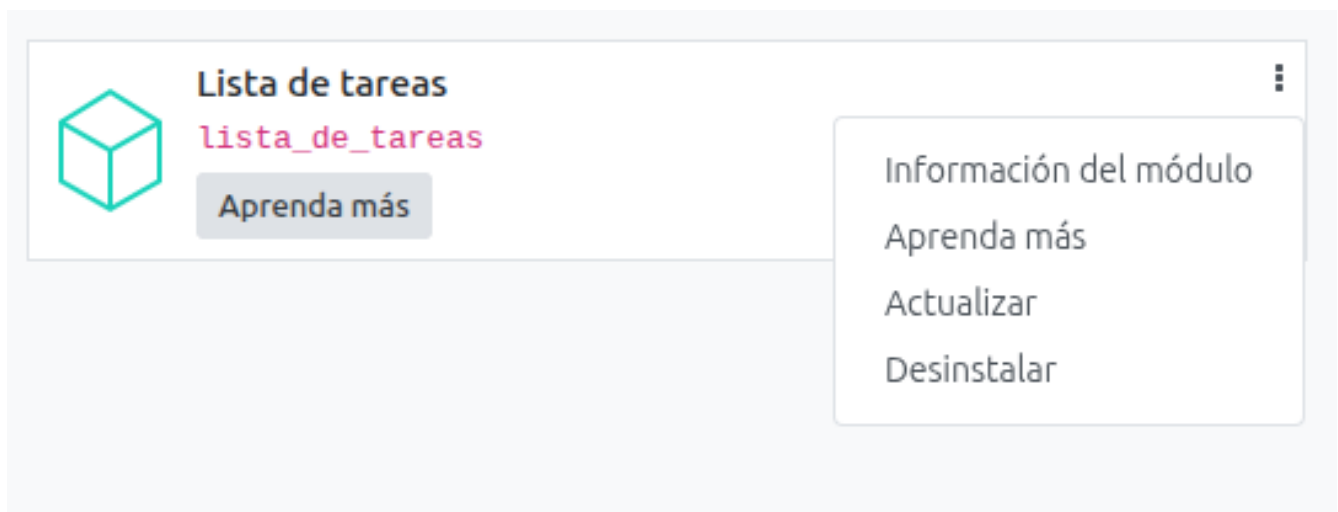 Lista de tareas
lista_de_tareas
Aprenda más
Información del módulo
Aprenda más
Actualizar
Desinstalar